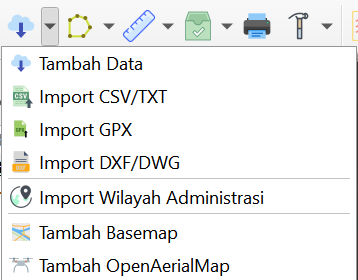 Tambah Data
Import CSV/TXT
Import GPX
Import DXF/DWG
Import Wilayah Administrasi
Tambah Basemap
Tambah OpenAerialMap